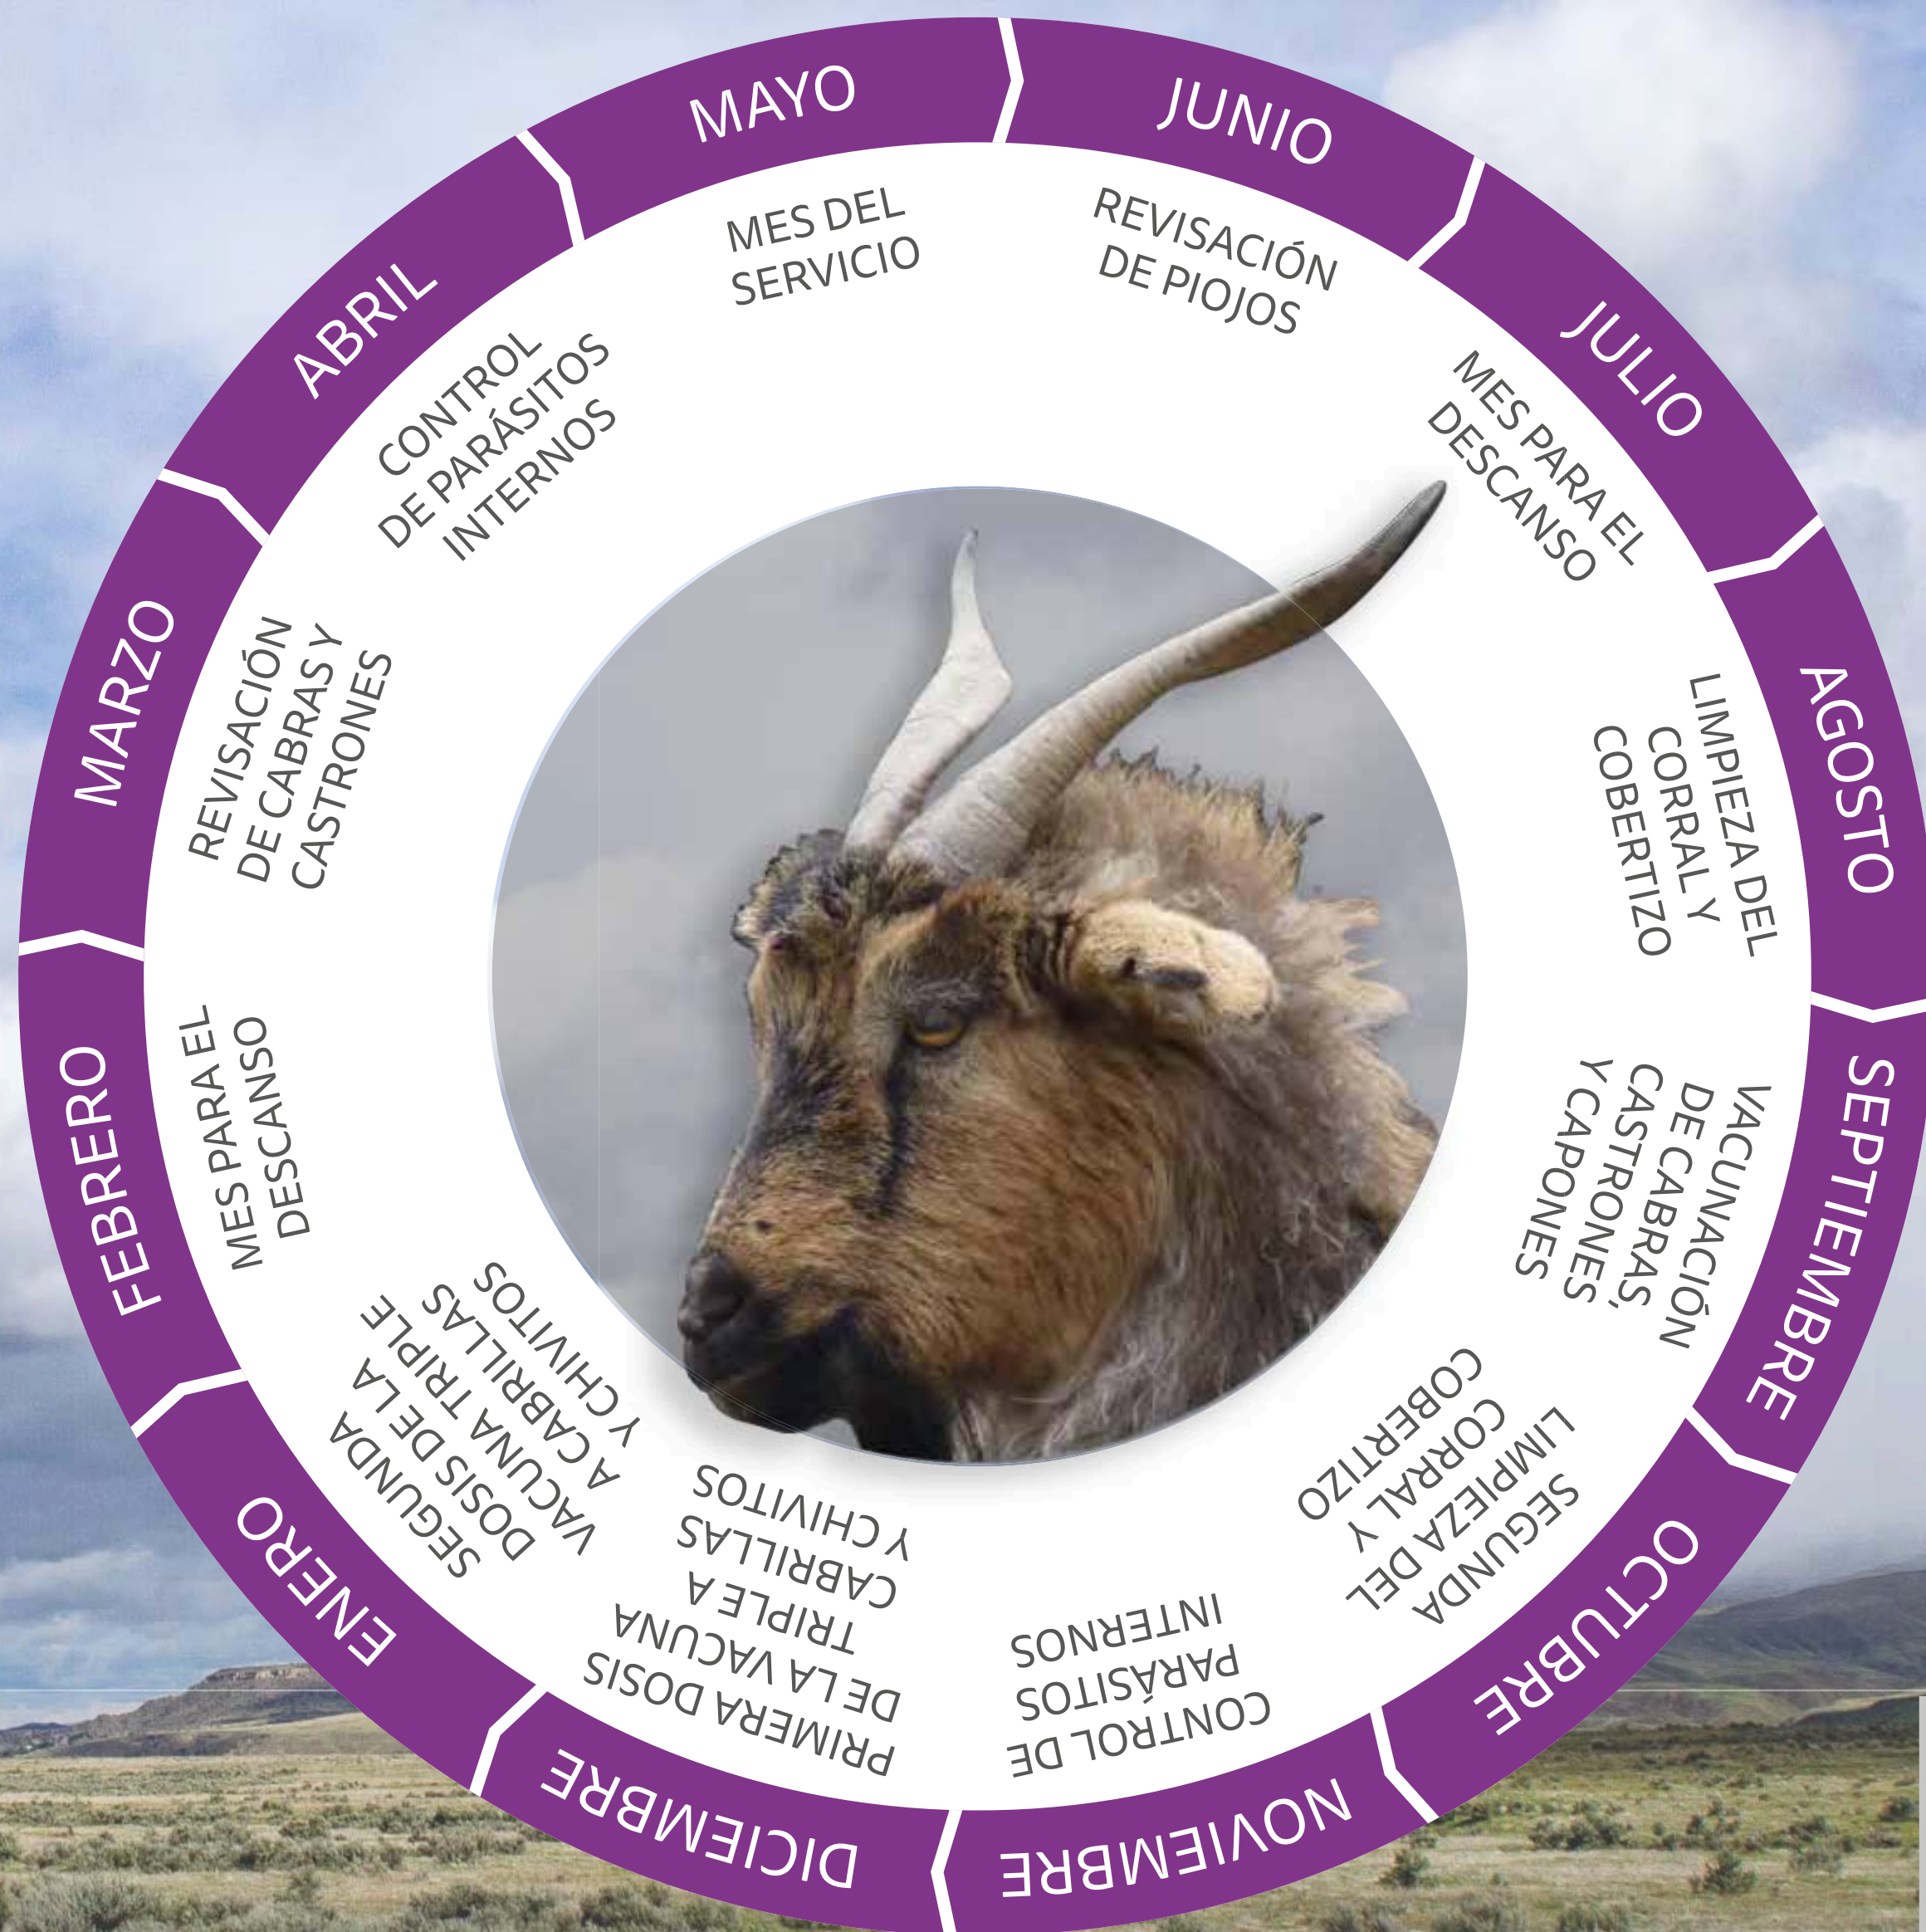 ENERO
SEGUNDA
DOSIS DE LA
VACUNA TRIPLE
A CABRILLAS
Y CHIVITOS
FEBRERO
MES PARA EL
DESCANSO
MARZO
REVISACIÓN
DE CABRAS Y
CASTRONES
ABRIL
CONTROL
DE PARÁSITOS
INTERNOS
MAYO
MES DEL
SERVICIO
JUNIO
REVISACIÓN
DE PIOJOS
JULIO
MES PARA EL
DESCANSO
AGOSTO
LIMPIEZA DEL
CORRAL Y
COBERTIZO
SEPTIEMBRE
VACUNACIÓN
DE CABRAS,
CASTRONES
Y CAPONES
OCTUBRE
SEGUNDA
LIMPIEZA DEL
CORRAL Y
COBERTIZO
NOVIEMBRE
CONTROL DE
PARÁSITOS
INTERNOS
DICIEMBRE
PRIMERA DOSIS
DE LA VACUNA
TRIPLE A
CABRILLAS
Y CHIVITOS